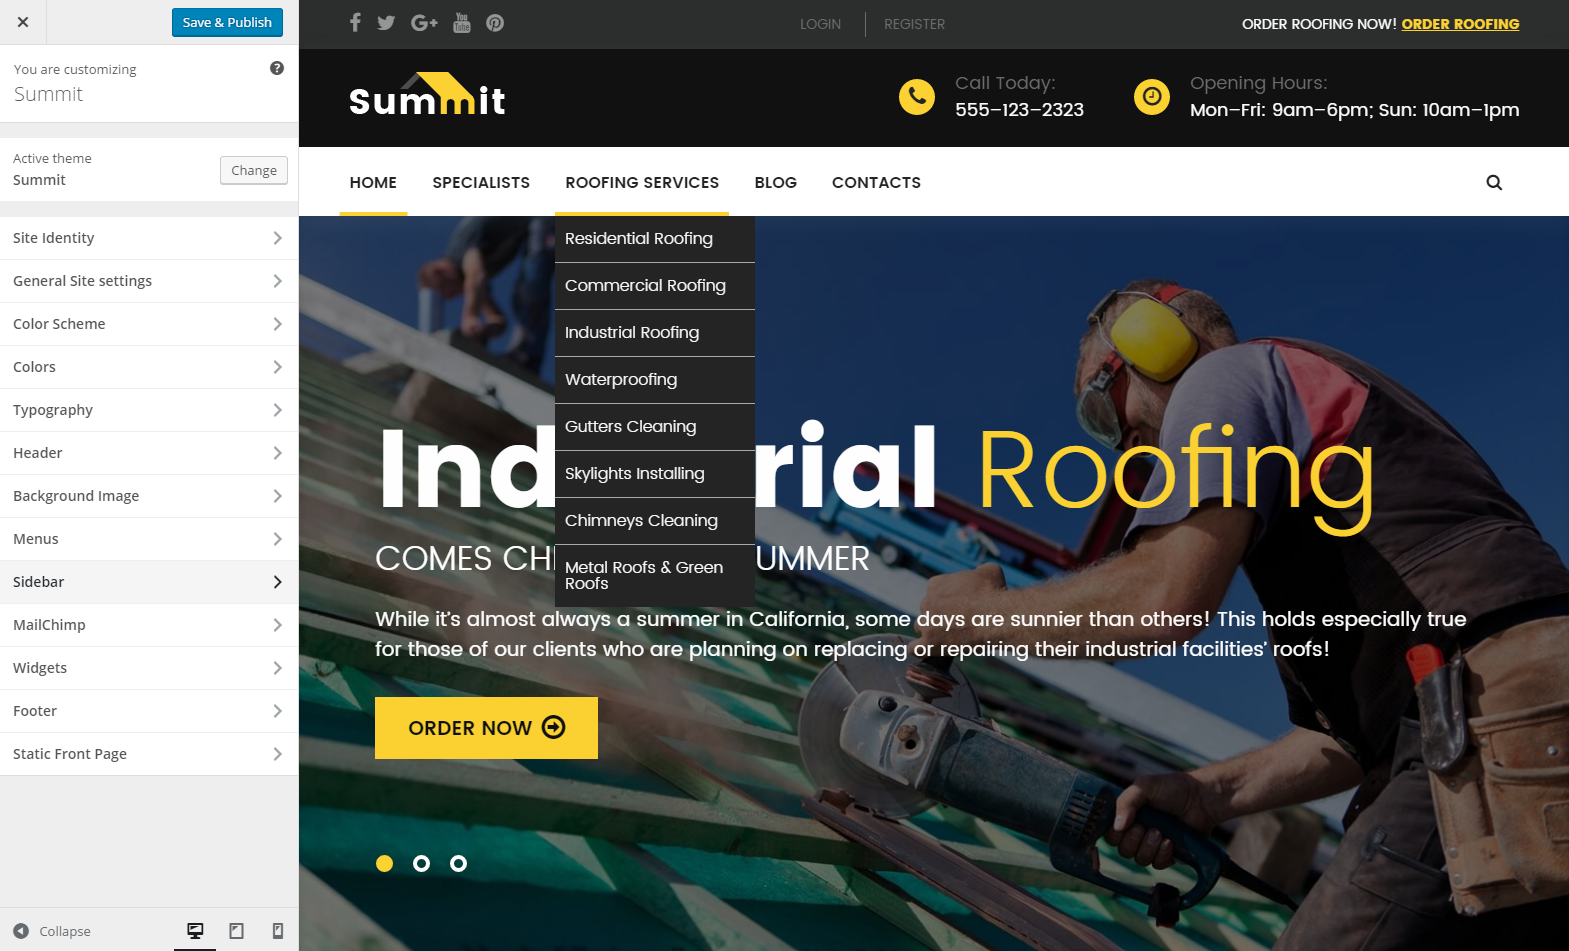 Save & Publish
You are customizing
Summit
Active theme
Summit
Change
Site Identity
General Site settings
Color Scheme
Colors
Typography
Header
Background Image
Menus
Sidebar
MailChimp
Widgets
Footer
Static Front Page
Collapse
You Tube
LOGIN
REGISTER
ORDER ROOFING NOW! ORDER ROOFING
Summit
Call Today:
555–123–2323
Opening Hours:
Mon–Fri: 9am–6pm; Sun: 10am–1pm
HOME
SPECIALISTS
ROOFING SERVICES
BLOG
CONTACTS
Residential Roofing
Commercial Roofing
Industrial Roofing
Waterproofing
Gutters Cleaning
Skylights Installing
Chimneys Cleaning
Metal Roofs & Green
Roofs
Ind rial Roofing
COMES CH UMMER
While it's almost always a summer in California, some days are sunnier than others! This holds especially true
for those of our clients who are planning on replacing or repairing their industrial facilities' roofs!
ORDER NOW